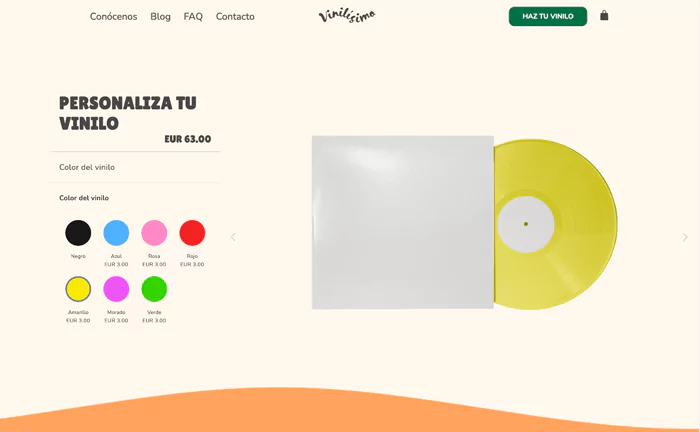 Conócenos Blog FAQ Contacto
Vinilísimo
HAZ TU VINILO
PERSONALIZA TU
VINILO
EUR 63.00
Color del vinilo
Color del vinilo
Negro
Azul
EUR 3.00
Rosa
EUR 3.00
Rojo
EUR 3.00
Amarillo
EUR 3.00
Morado
EUR 3.00
Verde
EUR 3.00